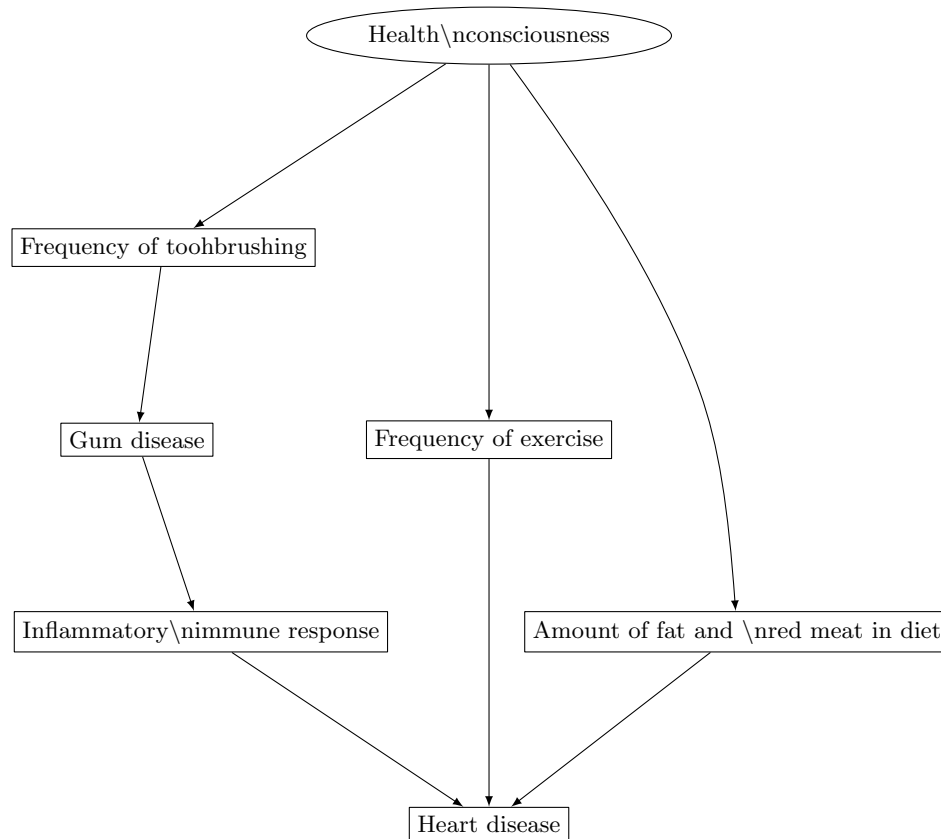 Health\nconsciousness
Frequency of toohbrushing
Gum disease
Frequency of exercise
Inflammatory\nimmune response
Amount of fat and \nred meat in diet
Heart disease